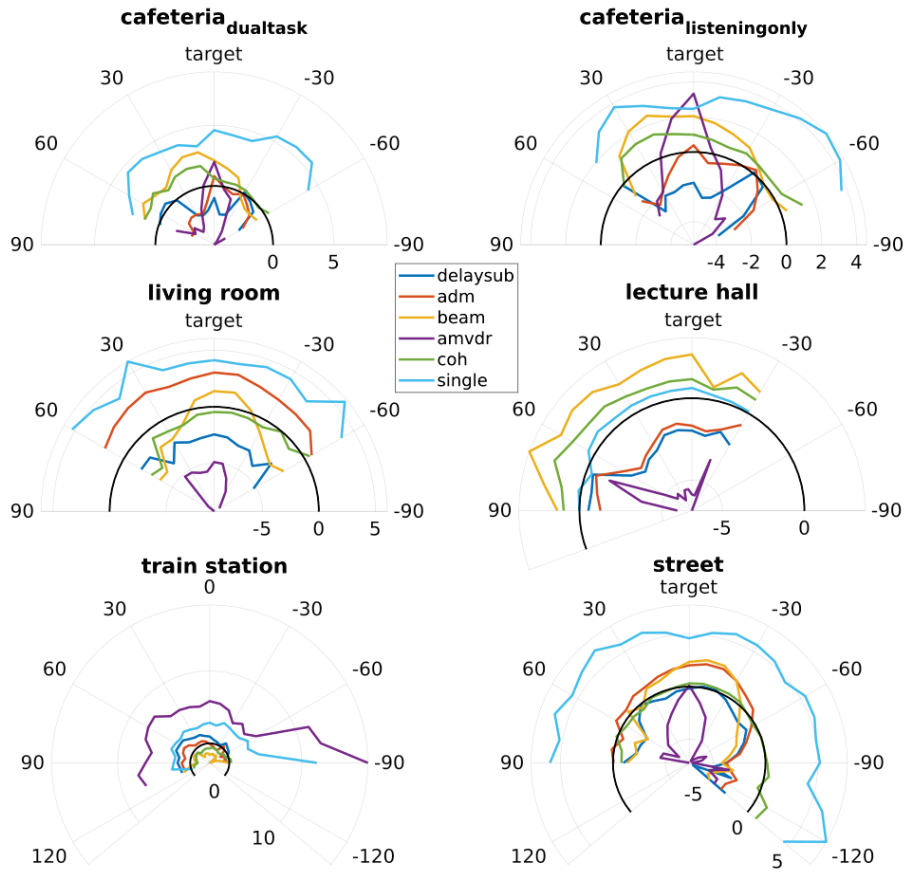 cafeteria dualtask
target
30 -30
60 -60
90 0 5 -90
cafeteria listeningonly
target
30 -30
60 -60
90 -4 -2 0 2 4 -90
delaysub
adm
beam
amvdr
coh
single
living room
target
30 -30
60 -60
90 -5 0 5 -90
lecture hall
target
30 -30
60 -60
90 -5 0 -90
train station
0
30 -30
60 -60
90 -90
0
10
120 -120
street
target
30 -30
60 -60
90 -90
-5
0
5
120 -120